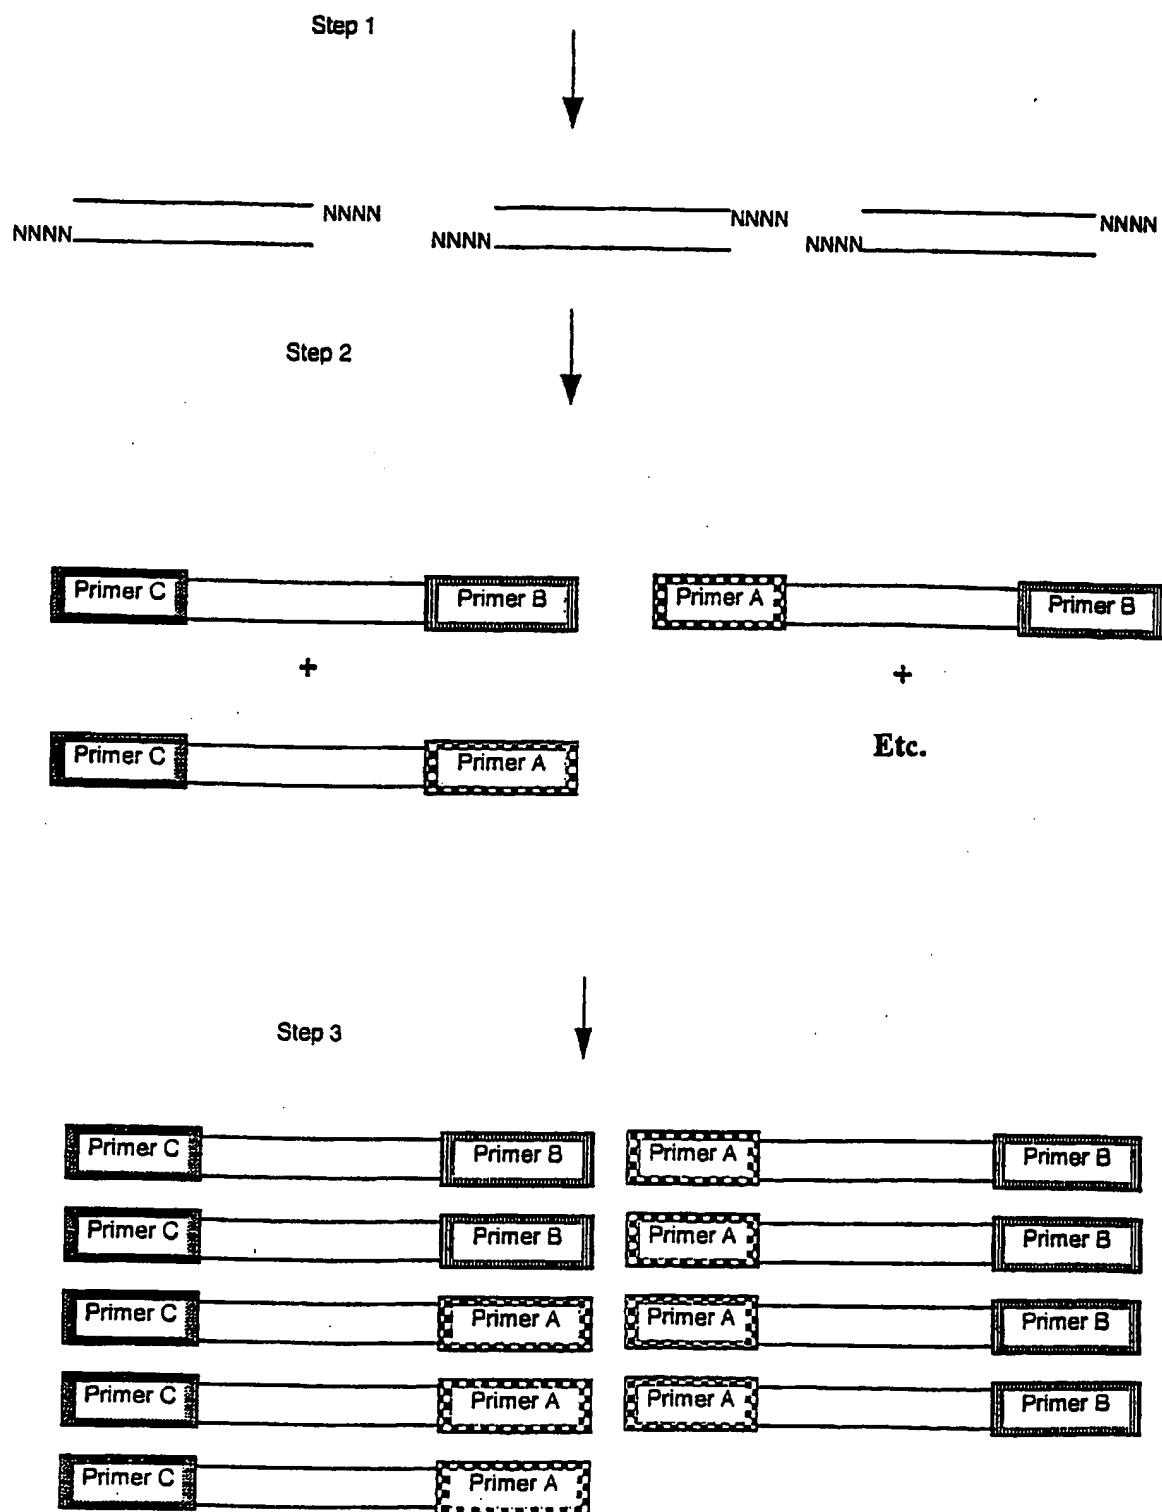 Step 1
NNNN NNNN NNNN
NNNN NNNN NNNN
Step 2
Primer C Primer B Primer A Primer B
+ +
Primer C Primer A Etc.
Step 3
Primer C Primer B Primer A Primer B
Primer C Primer B Primer A Primer B
Primer C Primer A Primer A Primer B
Primer C Primer A Primer A Primer B
Primer C Primer A